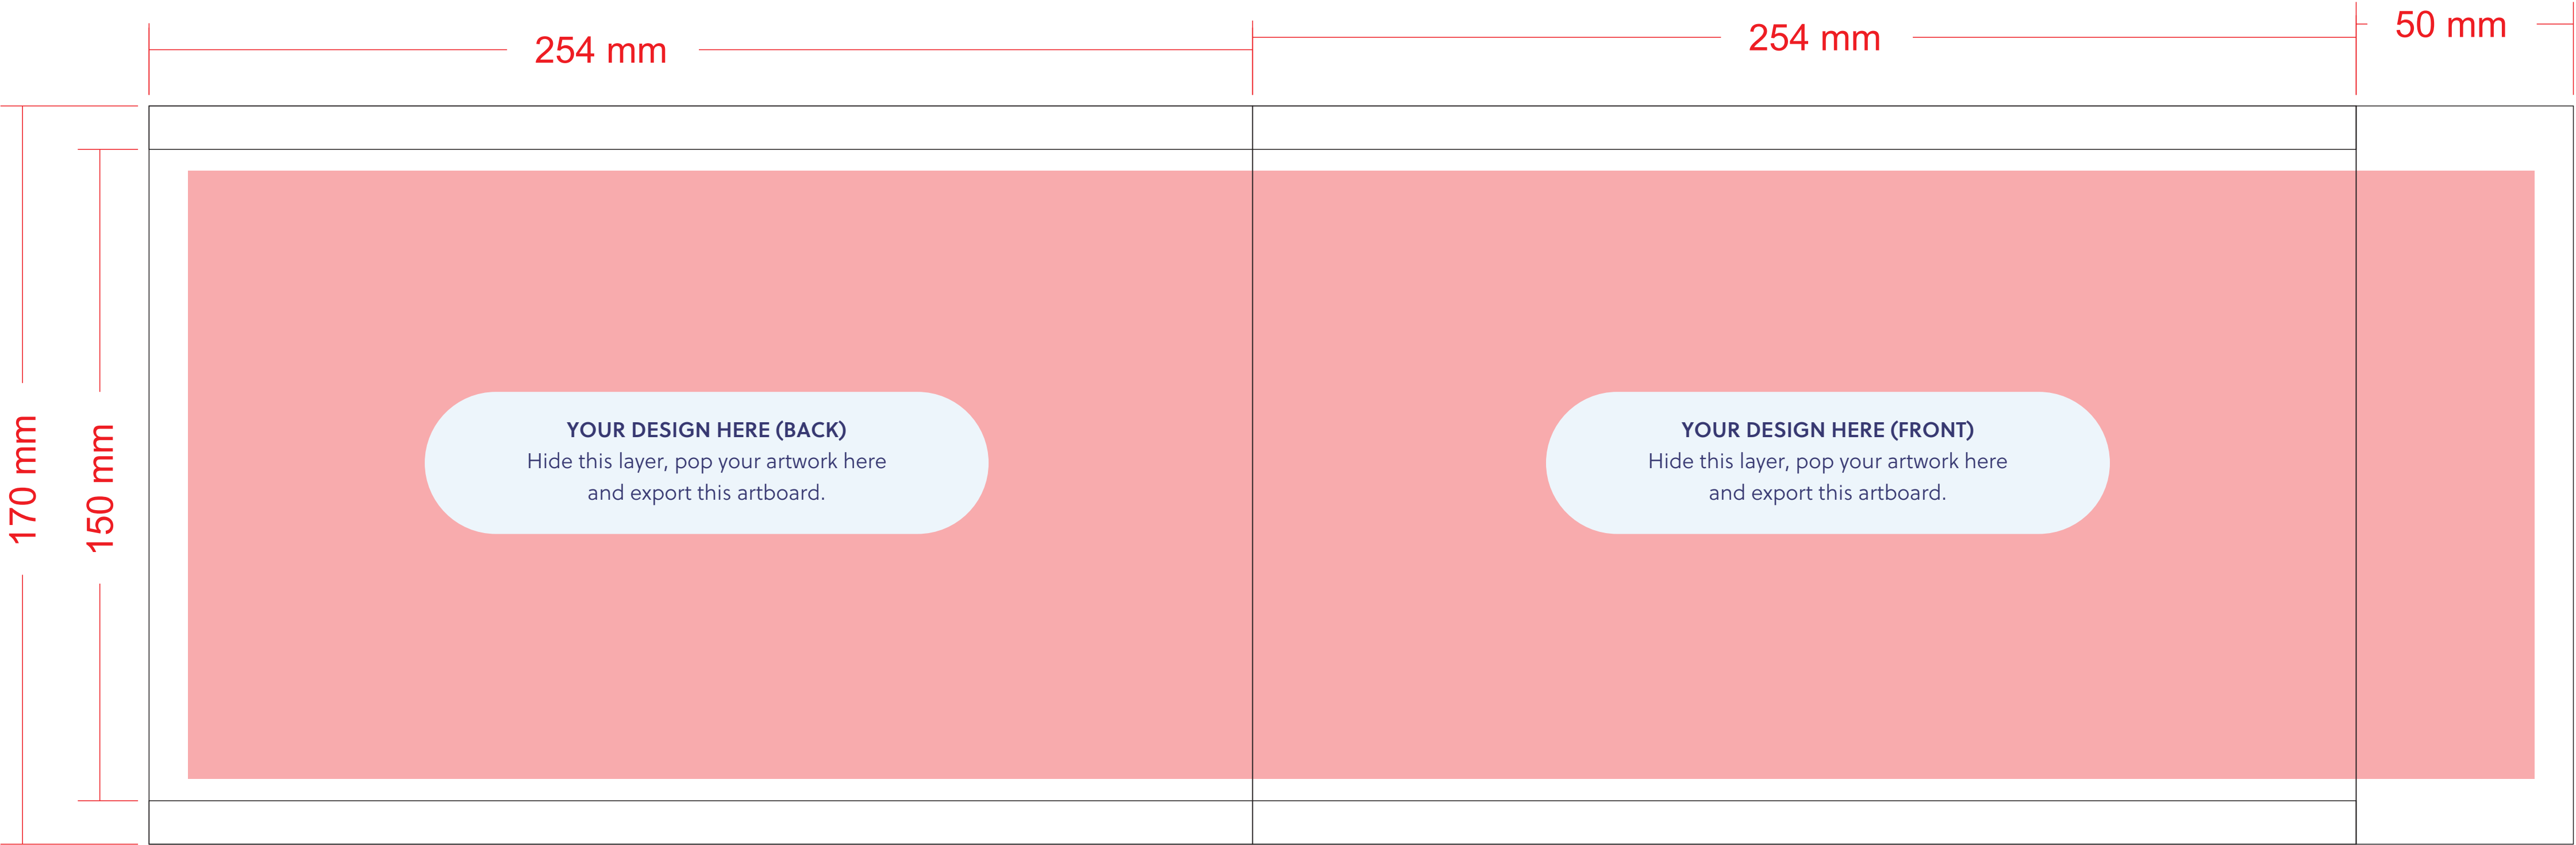 50 mm
254 mm
254 mm
170 mm
150 mm
YOUR DESIGN HERE (BACK)
Hide this layer, pop your artwork here
and export this artboard.
YOUR DESIGN HERE (FRONT)
Hide this layer, pop your artwork here
and export this artboard.